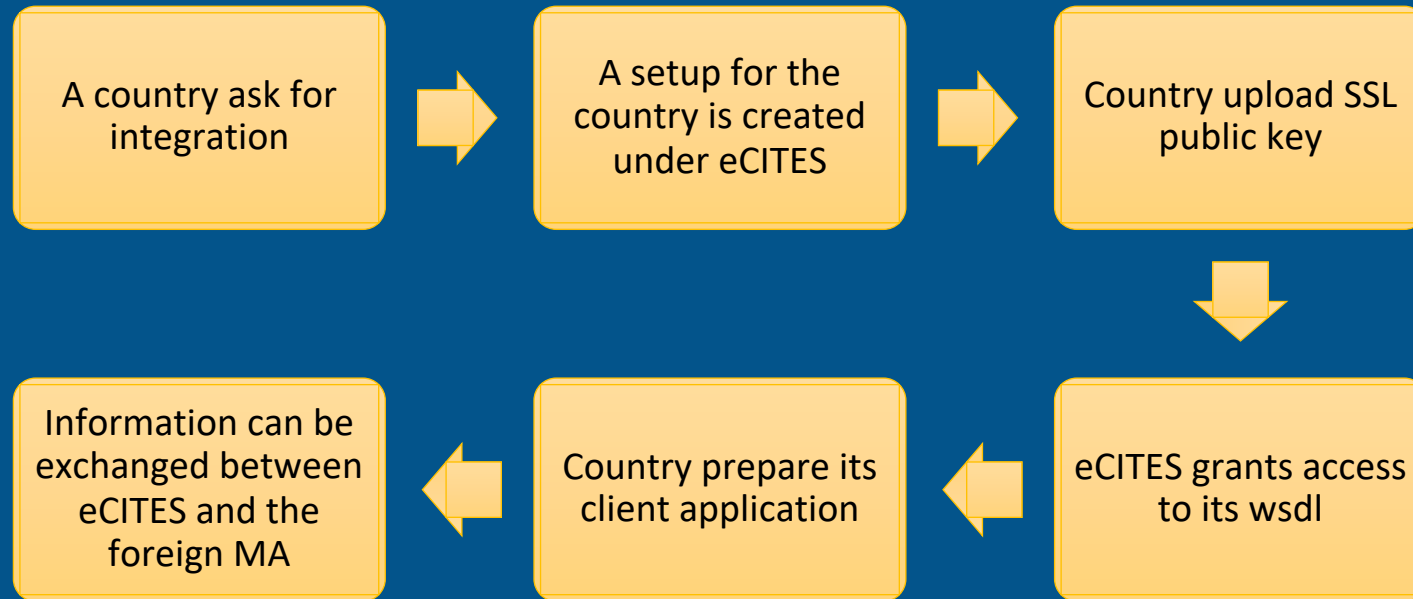 A country ask for
integration
A setup for the
country is created
under eCITES
Country upload SSL
public key
eCITES grants access
to its wsdl
Country prepare its
client application
Information can be
exchanged between
eCITES and the
foreign MA